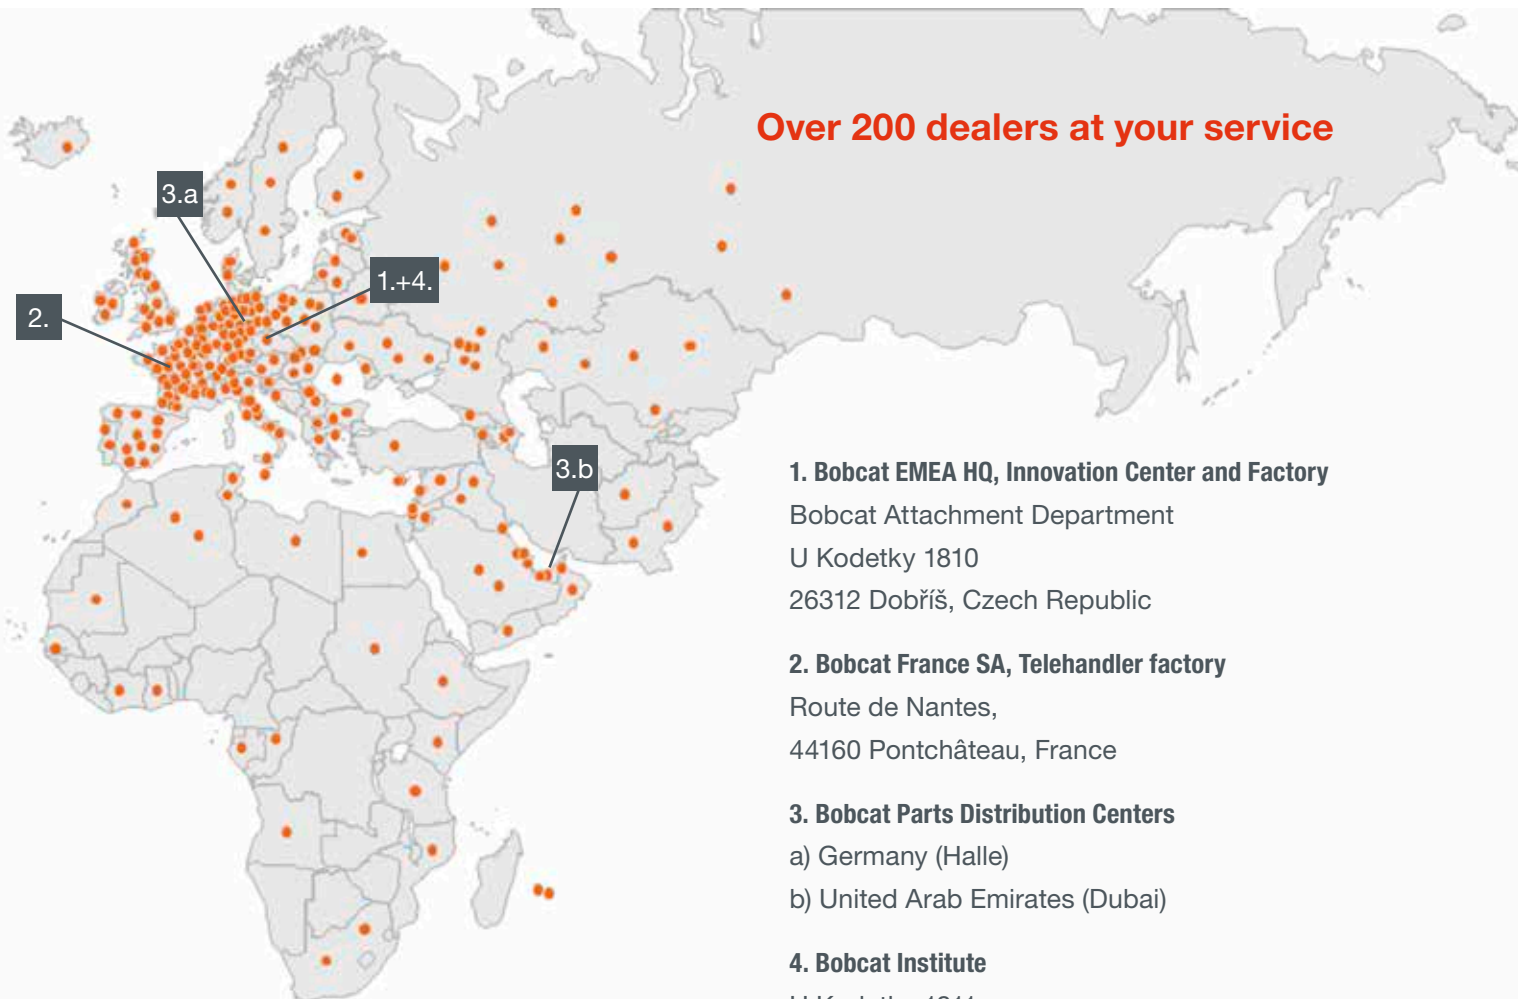 Over 200 dealers at your service
3.a
1.+4.
2.
3.b
1. Bobcat EMEA HQ, Innovation Center and Factory
Bobcat Attachment Department
U Kodetky 1810
26312 Dobříš, Czech Republic
2. Bobcat France SA, Telehandler factory
Route de Nantes,
44160 Pontchâteau, France
3. Bobcat Parts Distribution Centers
a) Germany (Halle)
b) United Arab Emirates (Dubai)
4. Bobcat Institute